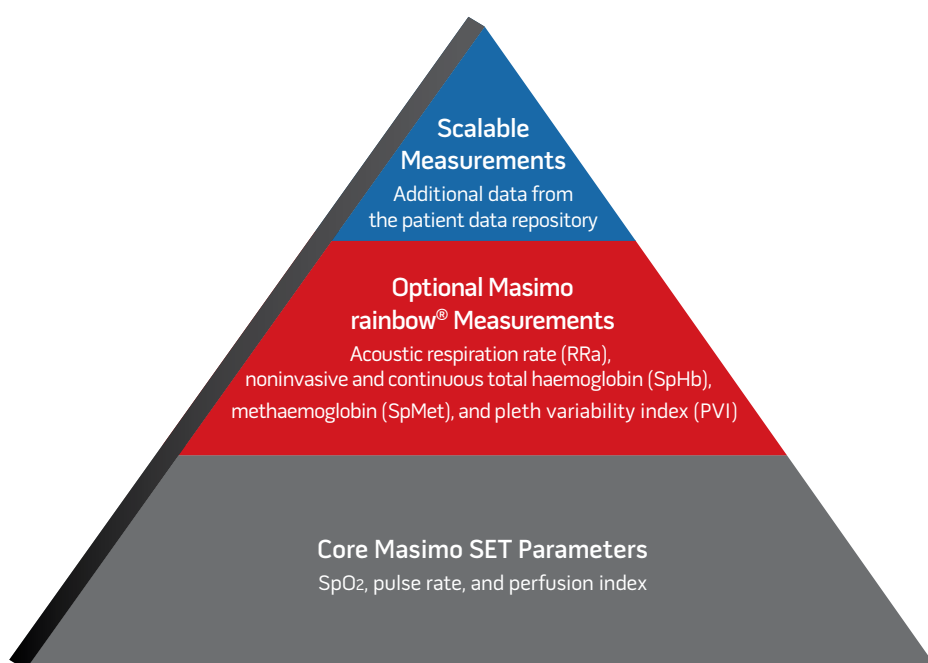 Scalable
Measurements
Additional data from
the patient data repository
Optional Masimo
rainbow® Measurements
Acoustic respiration rate (RRa),
noninvasive and continuous total haemoglobin (SpHb),
methaemoglobin (SpMet), and pleth variability index (PVI)
Core Masimo SET Parameters
SpO2, pulse rate, and perfusion index